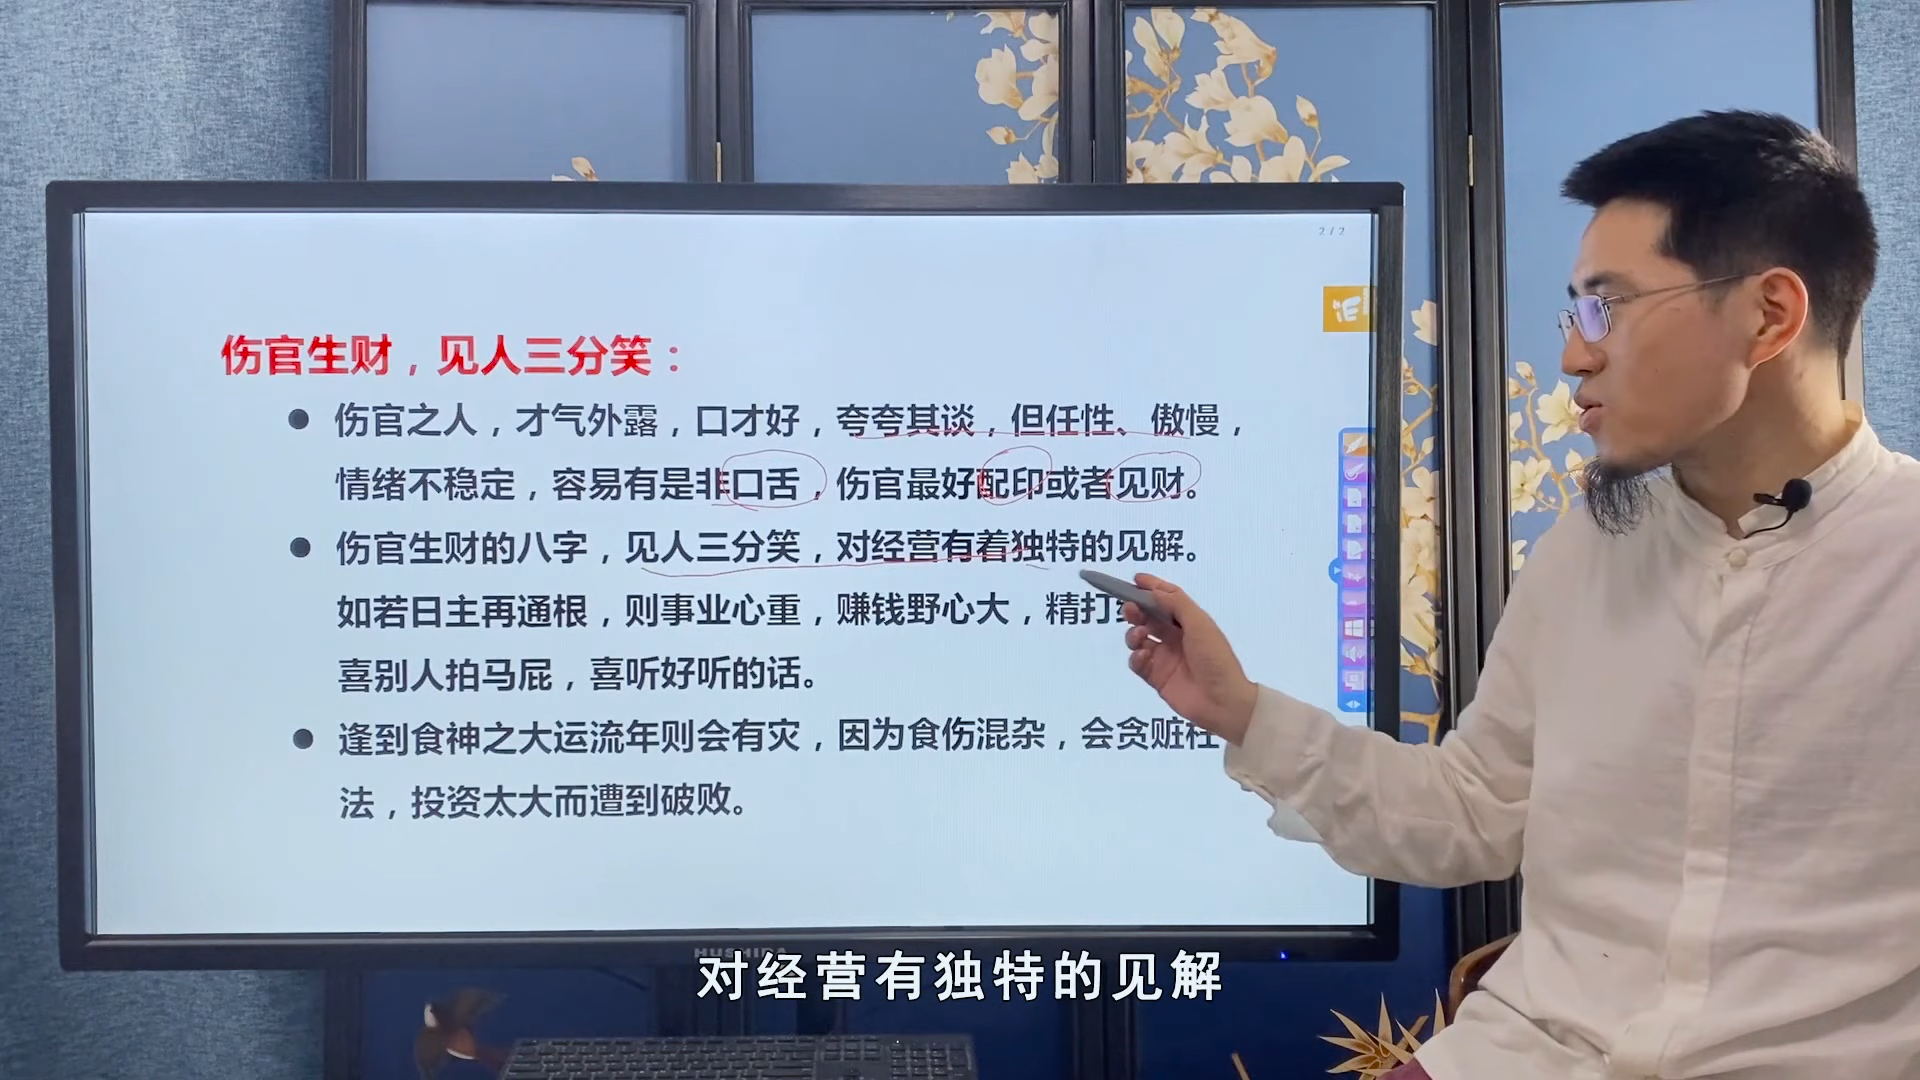 2/2
伤官生财，见人三分笑：
● 伤官之人，才气外露，口才好，夸夸其谈，但任性、傲慢，
情绪不稳定，容易有是非口舌，伤官最好配印或者见财。
● 伤官生财的八字，见人三分笑，对经营有着独特的见解。
如若日主再通根，则事业心重，赚钱野心大，精打
喜别人拍马屁，喜听好听的话。
● 逢到食神之大运流年则会有灾，因为食伤混杂，会贪赃枉
法，投资太大而遭到破败。
HUSHIDA
对经营有独特的见解